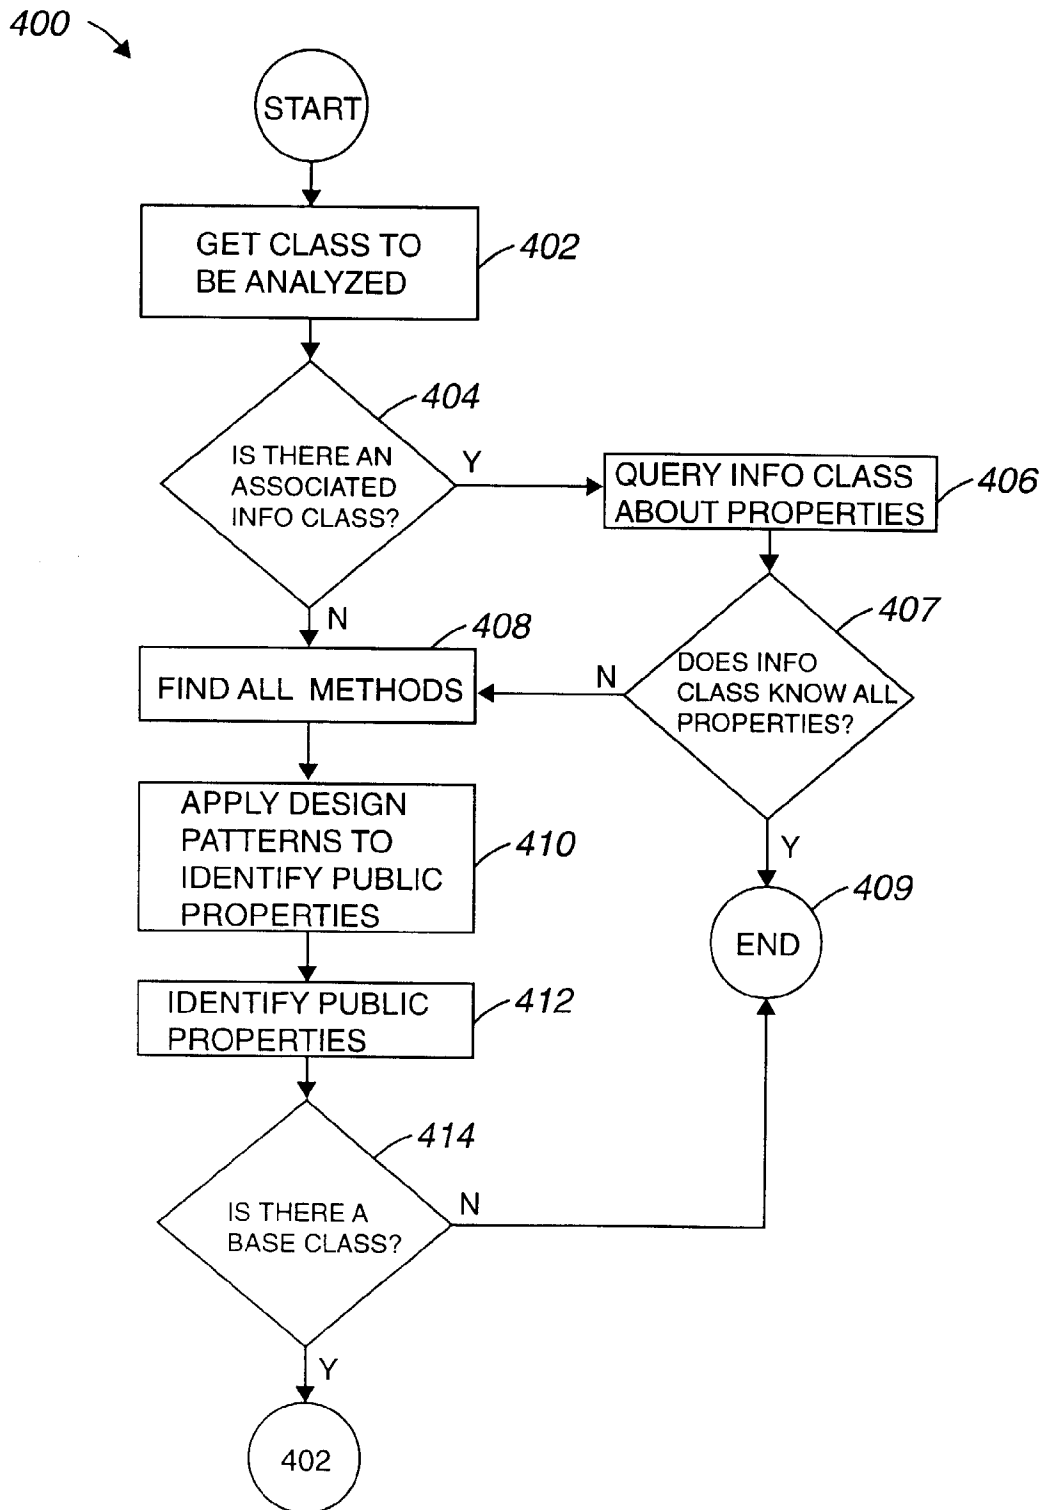 400
START
GET CLASS TO
BE ANALYZED
402
404
IS THERE AN
ASSOCIATED
INFO CLASS?
Y
QUERY INFO CLASS
ABOUT PROPERTIES
406
N
407
DOES INFO
CLASS KNOW ALL
PROPERTIES?
N
408
FIND ALL METHODS
Y
APPLY DESIGN
PATTERNS TO
IDENTIFY PUBLIC
PROPERTIES
410
409
END
IDENTIFY PUBLIC
PROPERTIES
412
414
IS THERE A
BASE CLASS?
N
Y
402